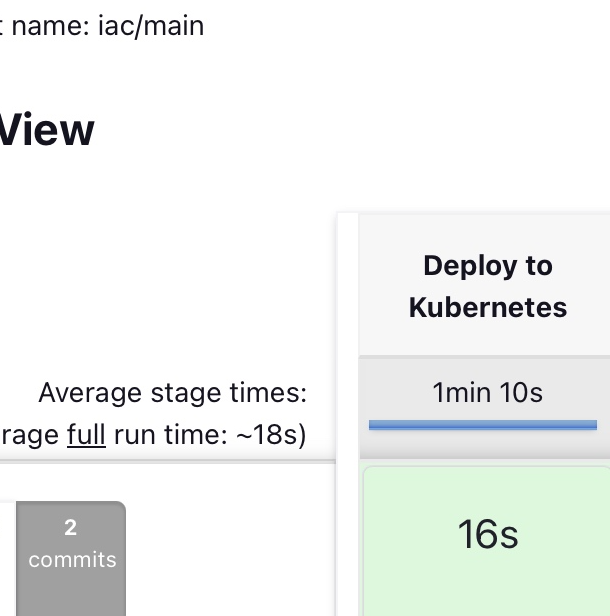 t name: iac/main
View
Deploy to
Kubernetes
Average stage times:
1min 10s
rage full run time: ~18s)
2
commits
16s